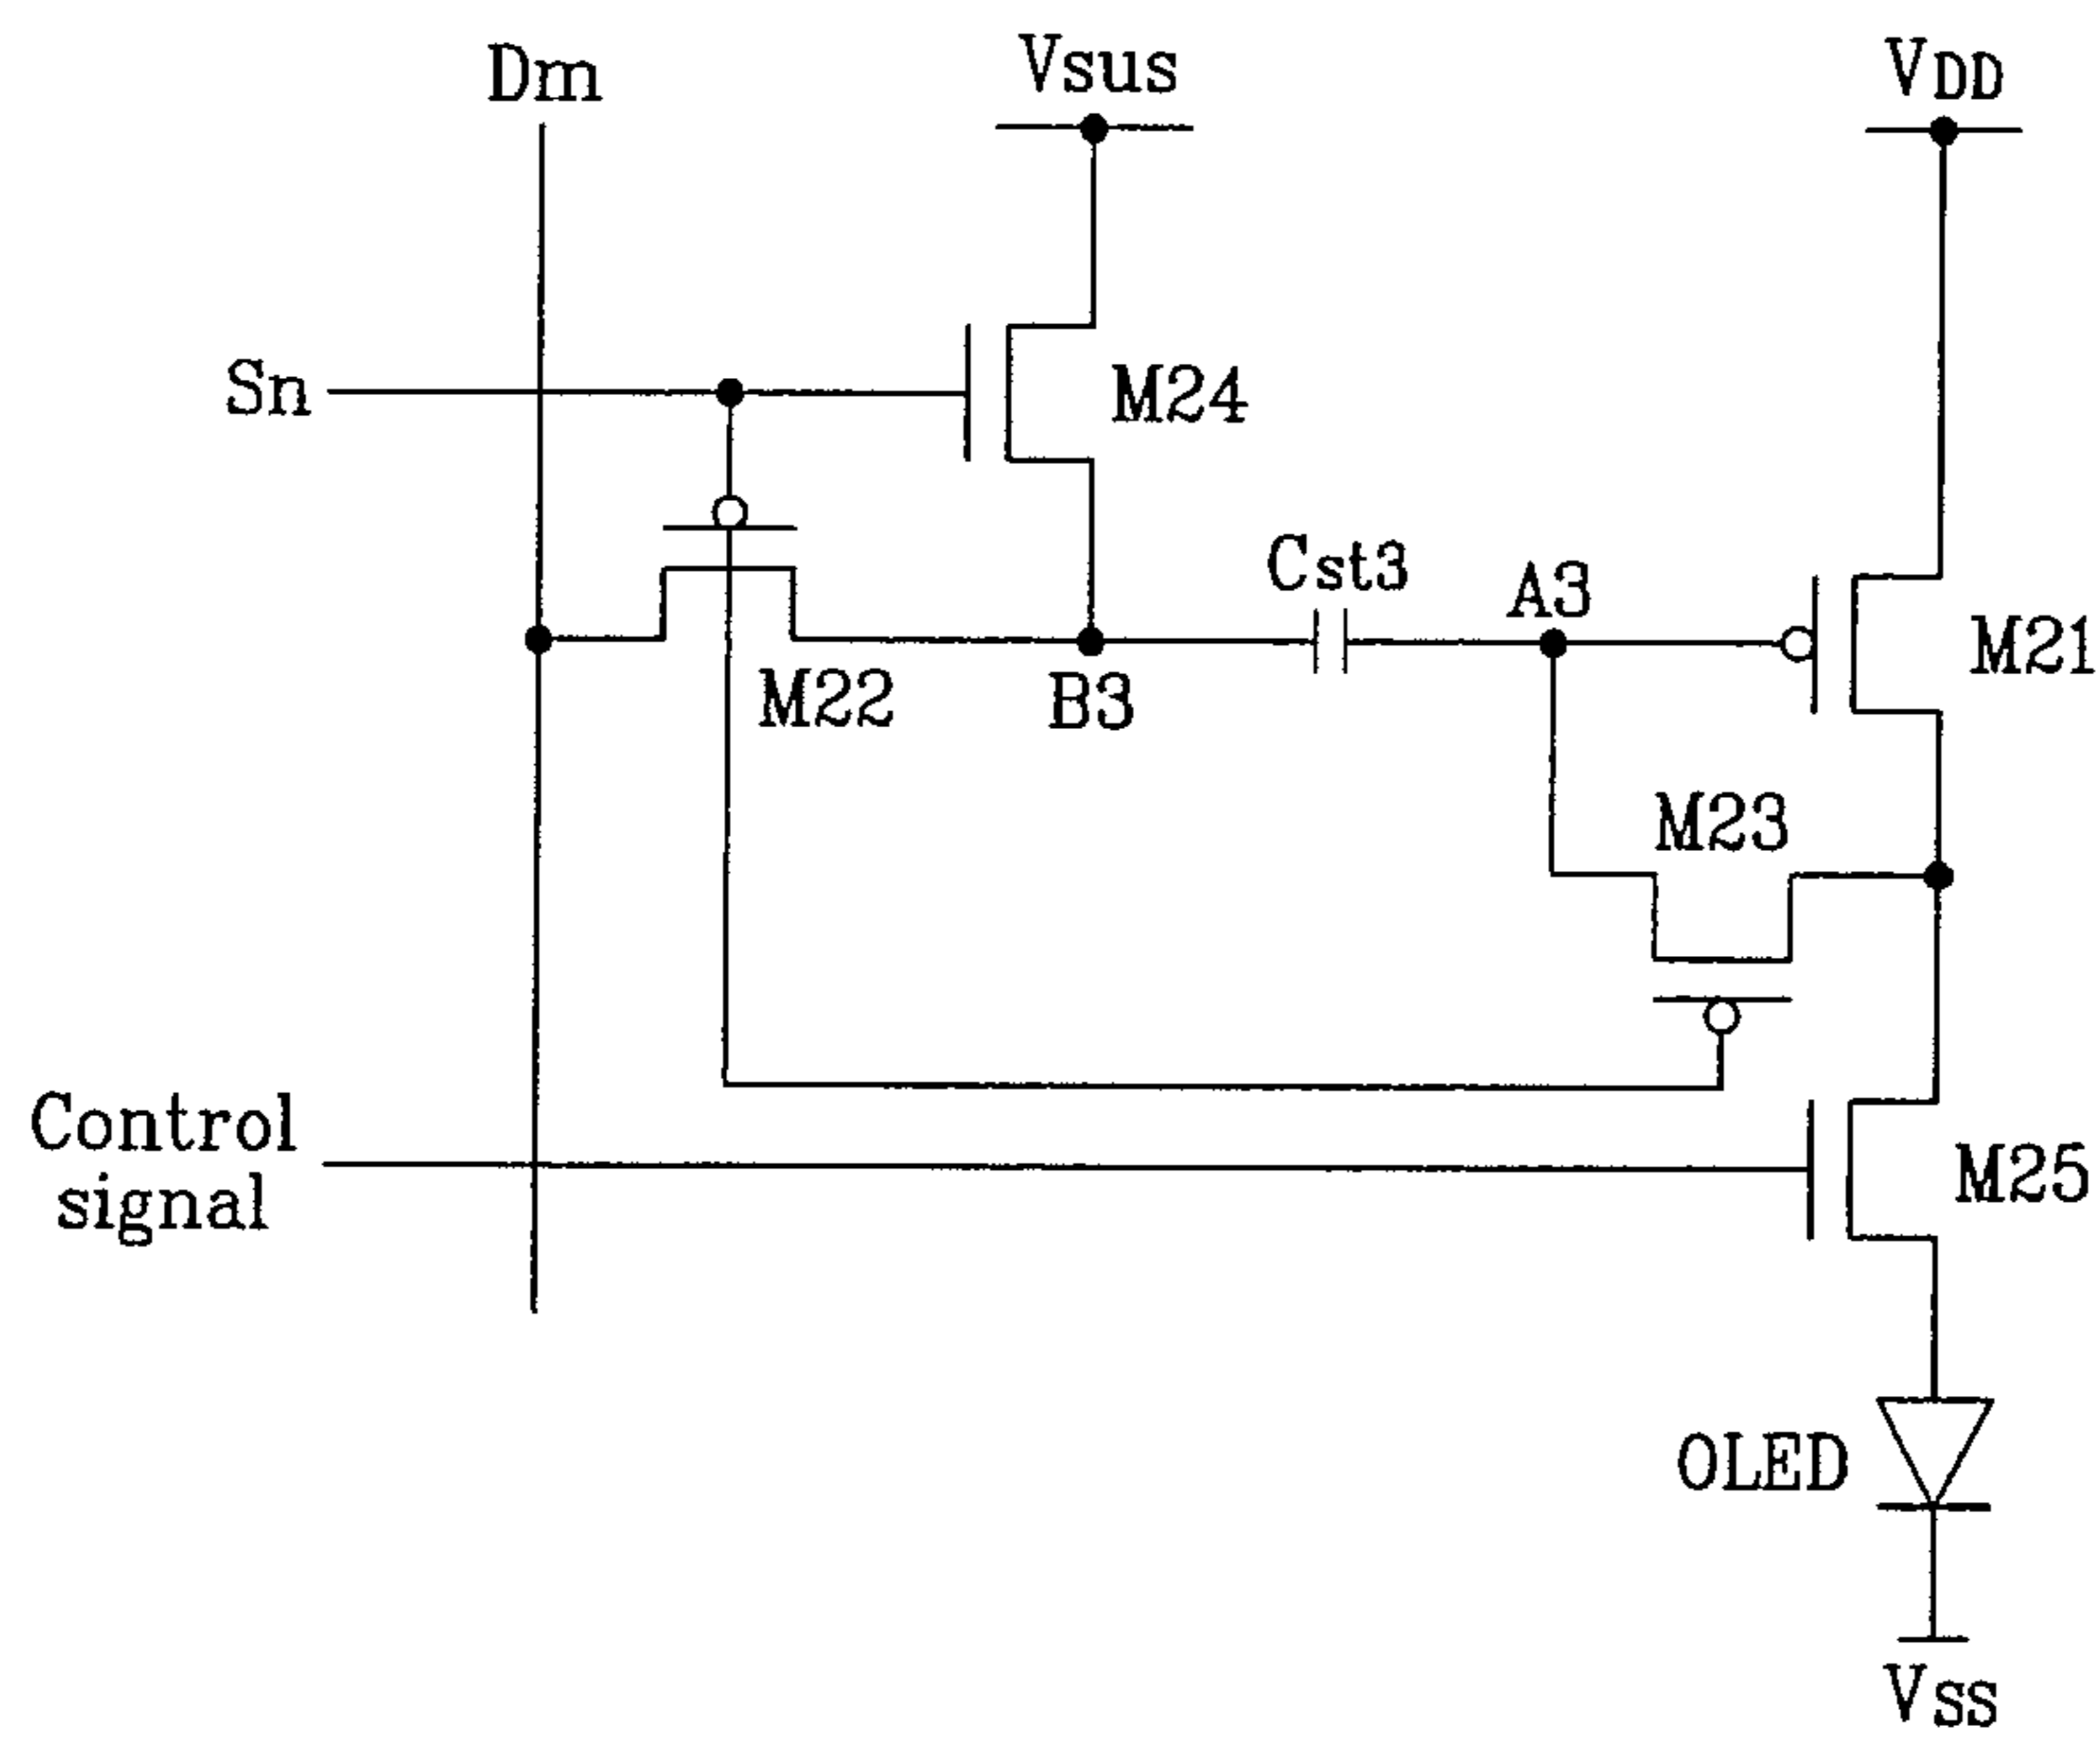 Dm
Vsus
VDD
Sn
M24
Cst3
A3
M21
M22
B3
M23
Control
signal
M25
OLED
VSS